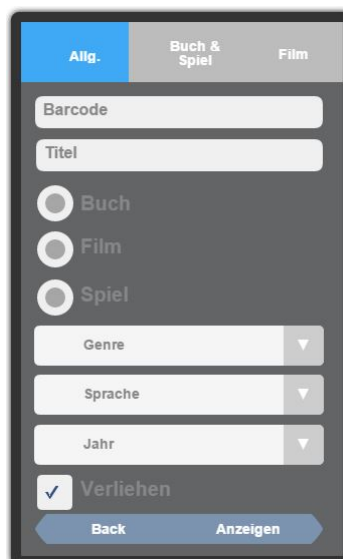 Allg.
Buch &
Spiel
Film
Barcode
Titel
Buch
Film
Spiel
Genre
Sprache
Jahr
Verliehen
Back
Anzeigen